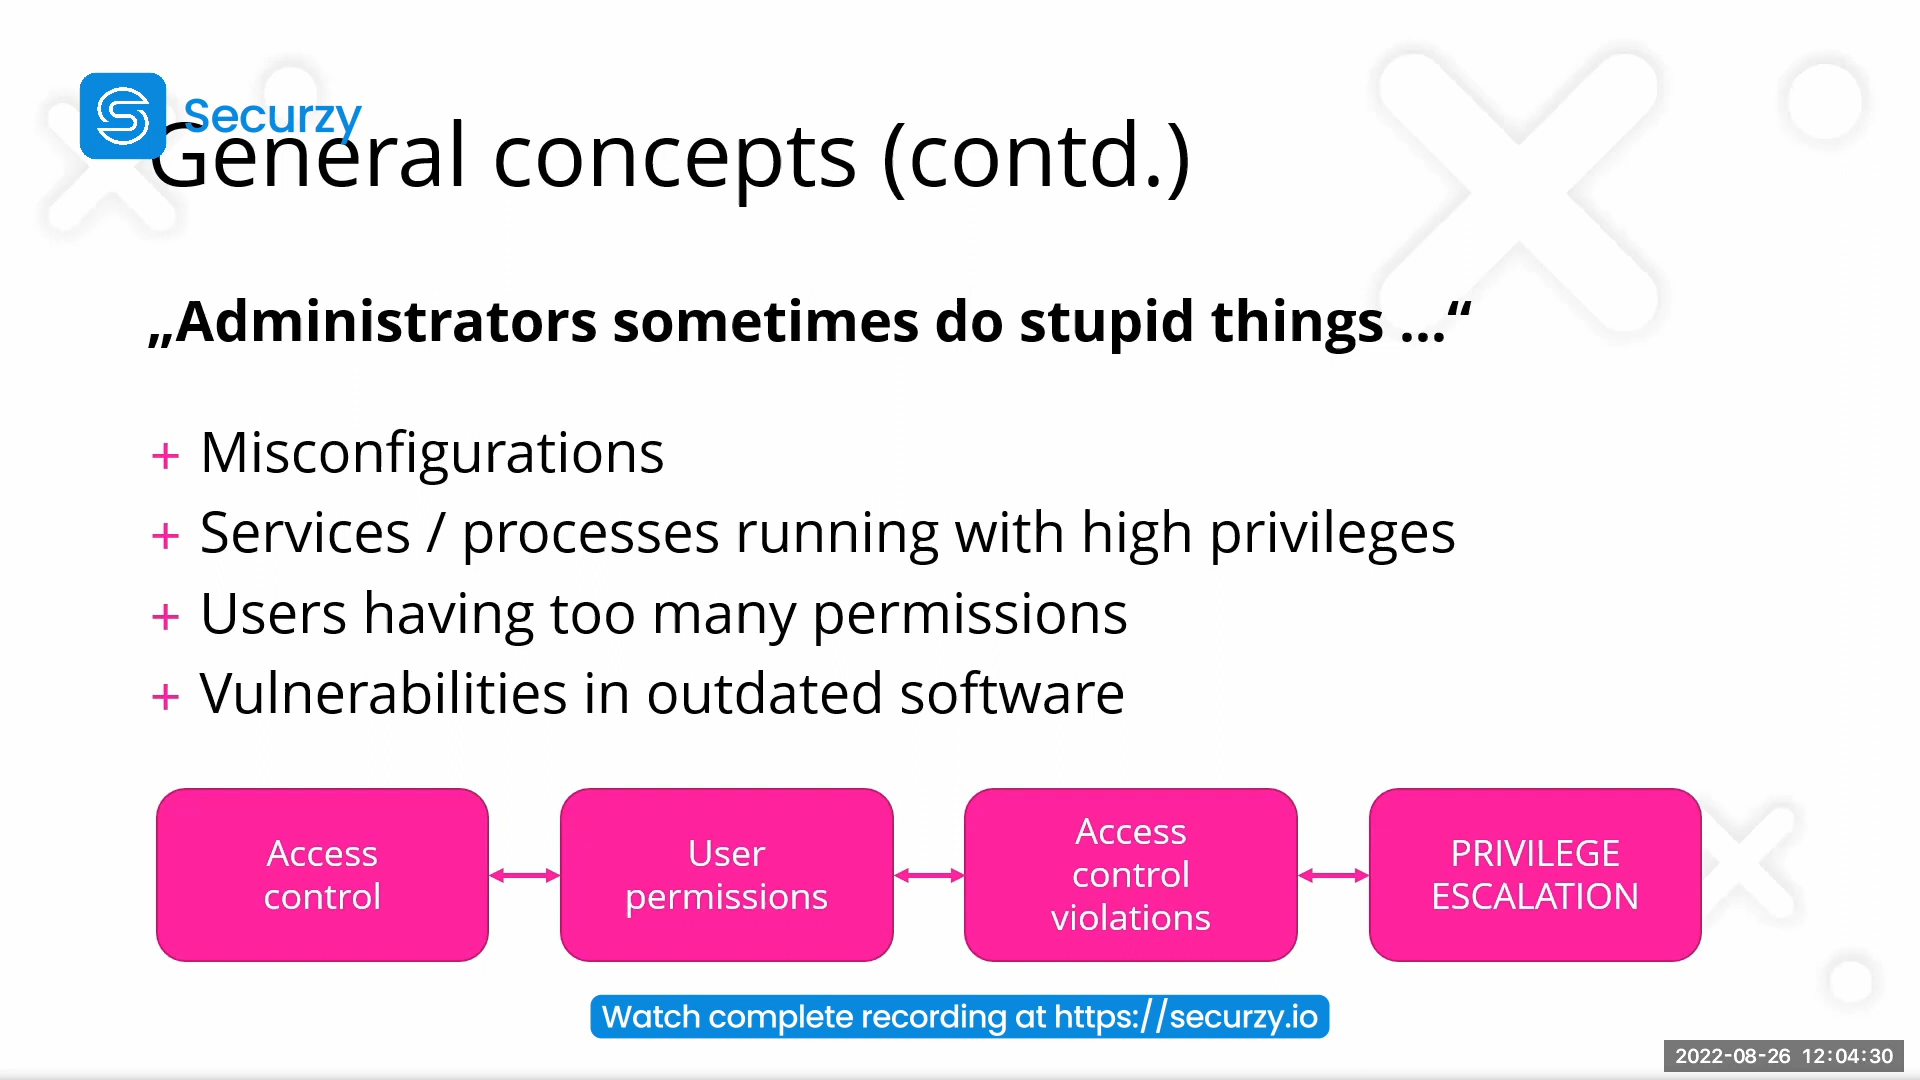 Securzy
General concepts (contd.)
„Administrators sometimes do stupid things ...“
+ Misconfigurations
+ Services / processes running with high privileges
+ Users having too many permissions
+ Vulnerabilities in outdated software
Access
control
User
permissions
Access
control
violations
PRIVILEGE
ESCALATION
Watch complete recording at https://securzy.io
2022-08-26 12:04:30